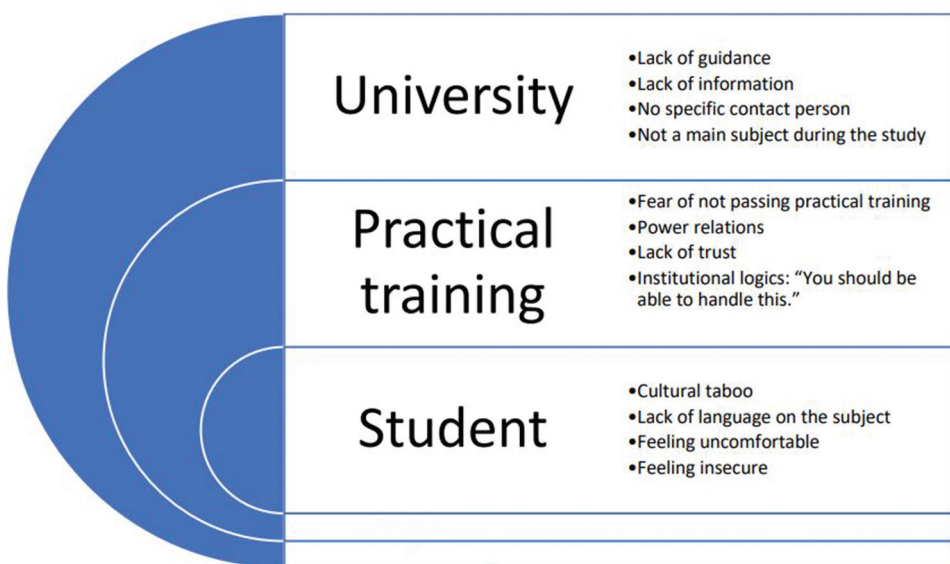 University
•Lack of guidance
•Lack of information
•No specific contact person
•Not a main subject during the study
Practical
training
•Fear of not passing practical training
•Power relations
•Lack of trust
•Institutional logics: “You should be
able to handle this.”
Student
•Cultural taboo
•Lack of language on the subject
•Feeling uncomfortable
•Feeling insecure